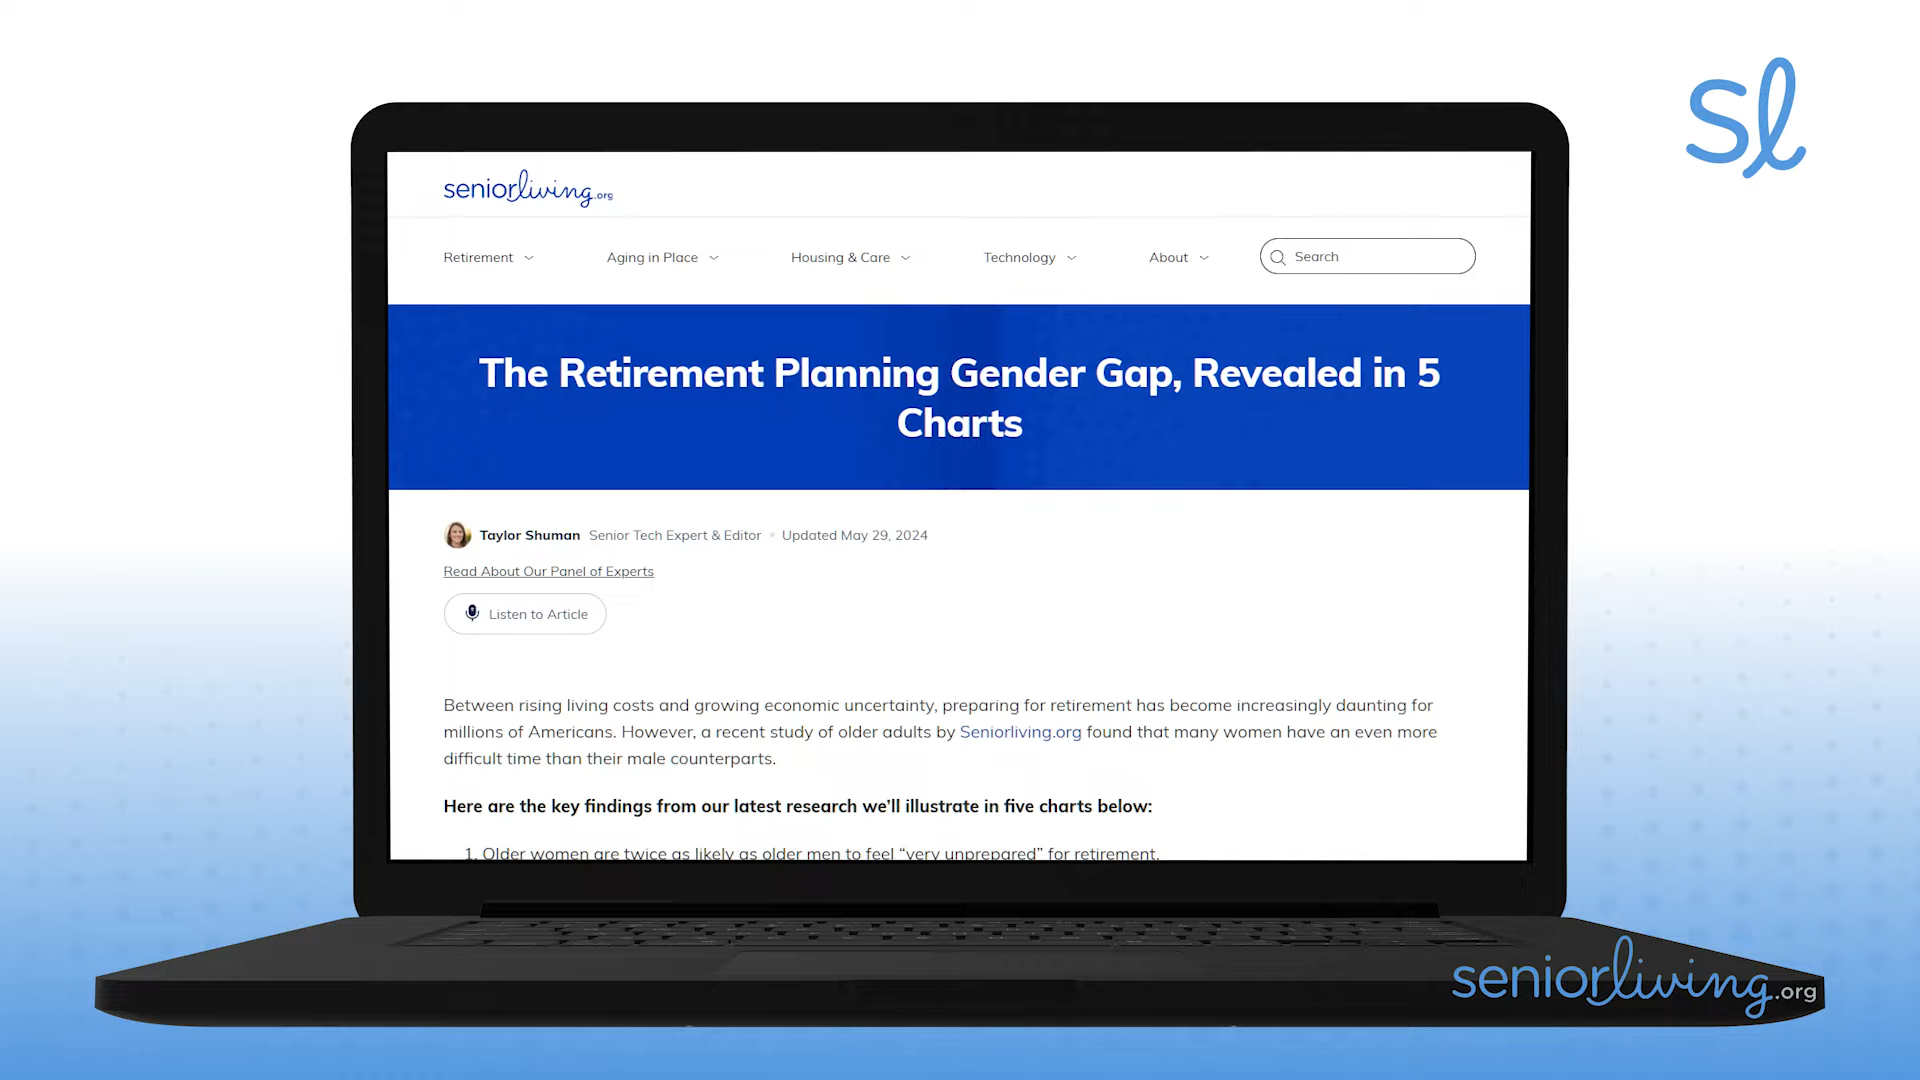 Sl
seniorliving.org
Retirement
Aging in Place
Housing & Care
Technology
About
Search
The Retirement Planning Gender Gap, Revealed in 5
Charts
Taylor Shuman Senior Tech Expert & Editor • Updated May 29, 2024
Read About Our Panel of Experts
Listen to Article
Between rising living costs and growing economic uncertainty, preparing for retirement has become increasingly daunting for
millions of Americans. However, a recent study of older adults by Seniorliving.org found that many women have an even more
difficult time than their male counterparts.
Here are the key findings from our latest research we’ll illustrate in five charts below:
1. Older women are twice as likely as older men to feel “very unprepared” for retirement.
seniorliving.org